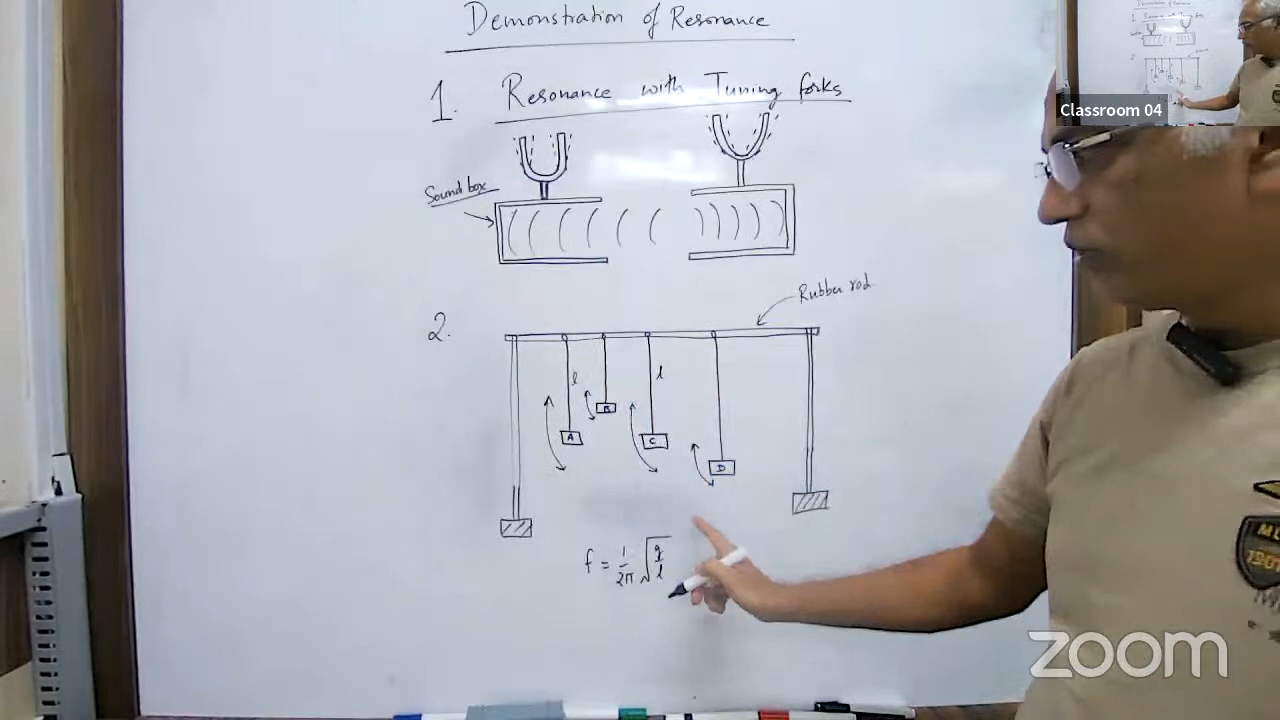 Demonstration of Resonance
1. Resonance with Tuning forks
Sound box
2.
Rubber rod
l
l
B
A
C
D
f = 1/2π √g/l
Classroom 04
zoom